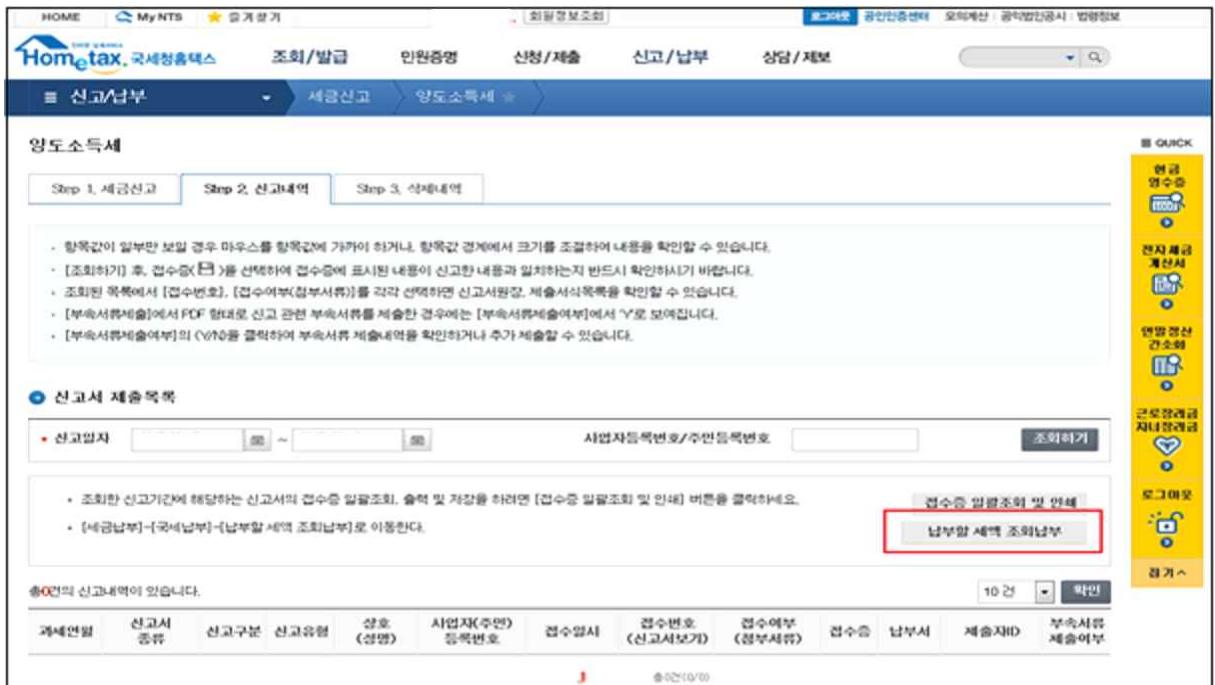 HOME My NTS 즐겨찾기 회원정보조회 로그아웃 공인인증센터 모의계산 공익법인공시 법령정보
Hometax. 국세청홈택스 조회/발급 민원증명 신청/제출 신고/납부 상담/제보
신고/납부 세금신고 양도소득세
양도소득세
QUICK
Step 1. 세금신고 Step 2. 신고내역 Step 3. 삭제내역
현금
영수증
전자세금
계산서
연말정산
간소화
근로장려금
자녀장려금
로그아웃
접기
· 항목값이 일부만 보일 경우 마우스를 항목값에 가까이 하거나, 항목값 경계에서 크기를 조절하여 내용을 확인할 수 있습니다.
· [조회하기] 후, 접수증( )을 선택하여 접수증에 표시된 내용이 신고한 내용과 일치하는지 반드시 확인하시기 바랍니다.
· 조회된 목록에서 [접수번호], [접수여부(첨부서류)]를 각각 선택하면 신고서원장, 제출서식목록을 확인할 수 있습니다.
· [부속서류제출]에서 PDF 형태로 신고 관련 부속서류를 제출한 경우에는 [부속서류제출여부]에서 'Y'로 보여집니다.
· [부속서류제출여부]의 ('Y/N)을 클릭하여 부속서류 제출내역을 확인하거나 추가 제출할 수 있습니다.
신고서 제출목록
• 신고일자 ~ 사업자등록번호/주민등록번호 조회하기
• 조회한 신고기간에 해당하는 신고서의 접수증 일괄조회, 출력 및 저장을 하려면 [접수증 일괄조회 및 인쇄] 버튼을 클릭하세요.
접수증 일괄조회 및 인쇄
• [세금납부]-[국세납부]-[납부할 세액 조회납부]로 이동한다.
납부할 세액 조회납부
총0건의 신고내역이 있습니다. 10 건 확인
과세연월 신고서 종류 신고구분 신고유형 상호 (성명) 사업자(주민) 등록번호 접수일시 접수번호 (신고서보기) 접수여부 (첨부서류) 접수증 납부서 제출자ID 부속서류 제출여부
1 총0건(0/0)